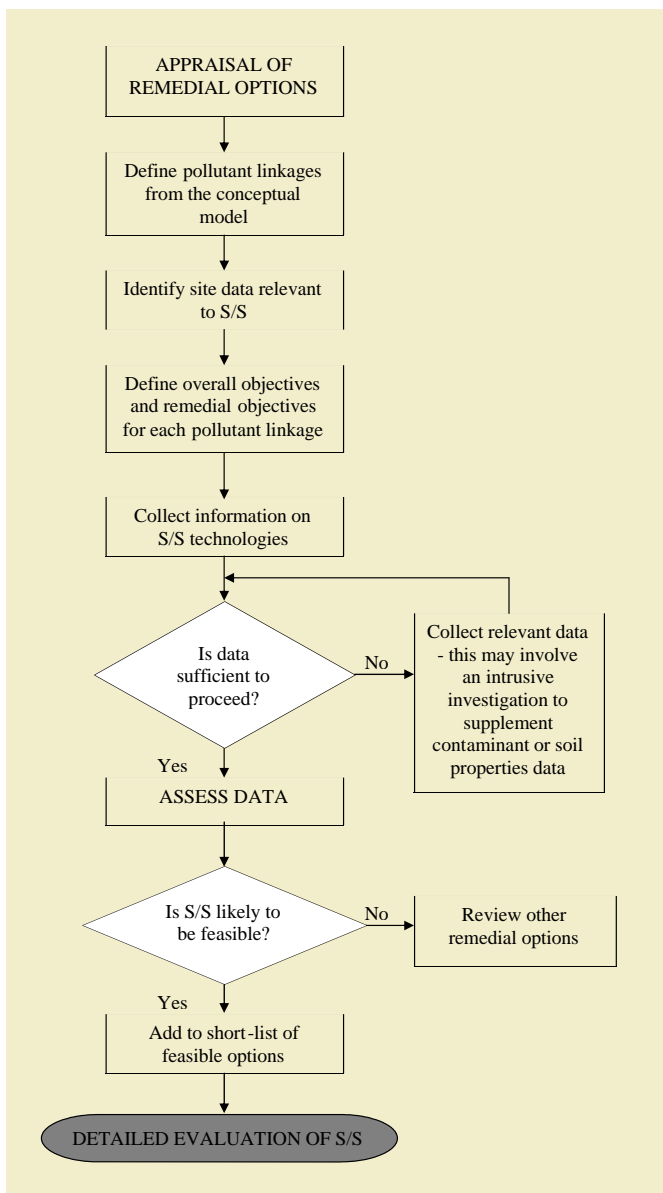 APPRAISAL OF
REMEDIAL OPTIONS
Define pollutant linkages
from the conceptual
model
Identify site data relevant
to S/S
Define overall objectives
and remedial objectives
for each pollutant linkage
Collect information on
S/S technologies
Is data
sufficient to
proceed?
No
Collect relevant data
- this may involve
an intrusive
investigation to
supplement
contaminant or soil
properties data
Yes
ASSESS DATA
Is S/S likely to
be feasible?
No
Review other
remedial options
Yes
Add to short-list of
feasible options
DETAILED EVALUATION OF S/S